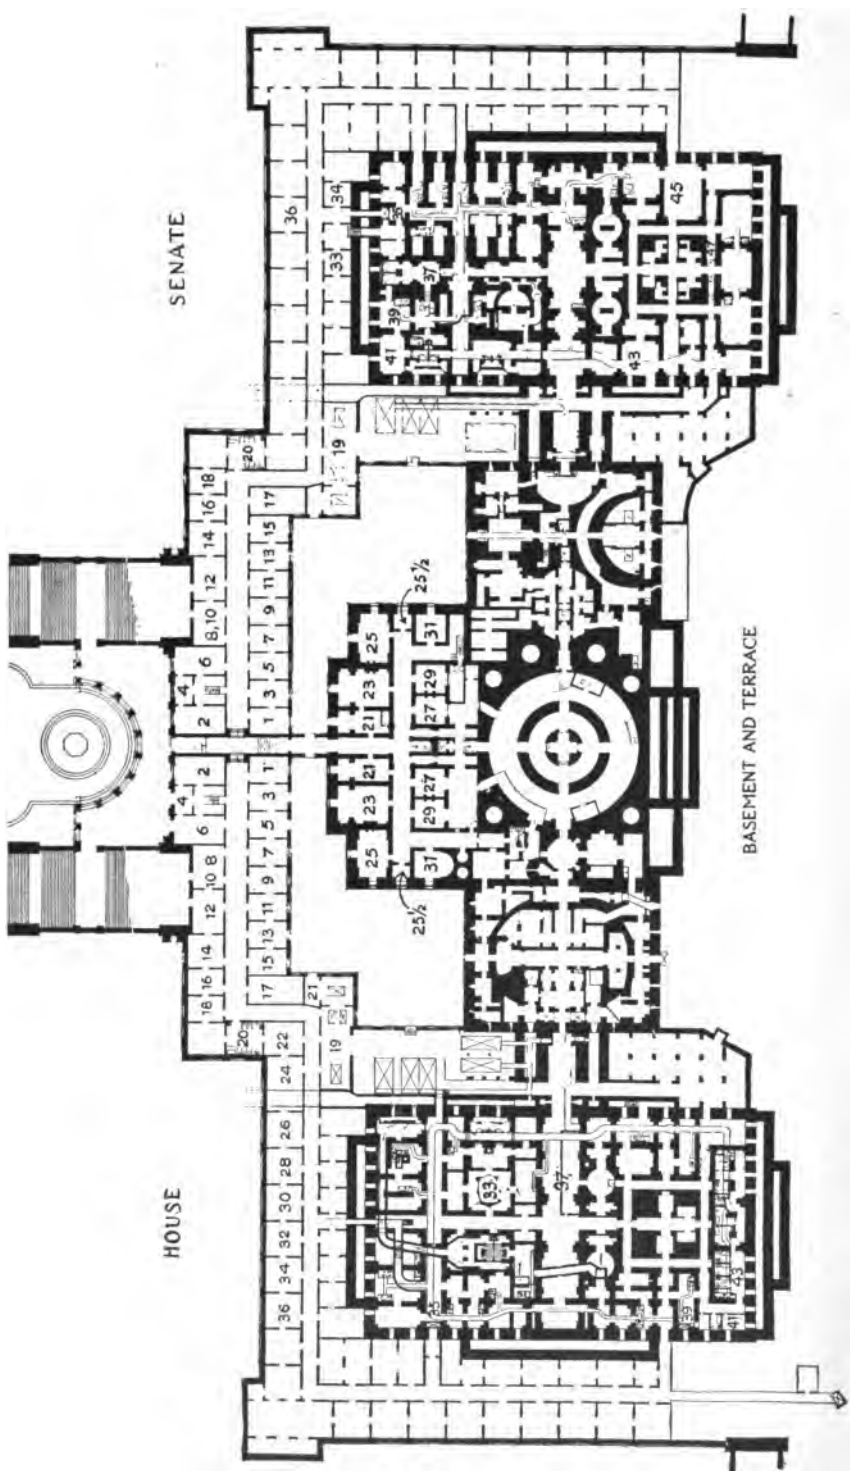 HOUSE
SENATE
36 34 32 30 28 26 24 22 20 18 16 14 12 10 8 6 4 2
2 4 6 8,10 12 14 16 18 20 36
19 21 17 15 13 11 9 7 5 3 1
1 3 5 7 9 11 13 15 17 19 33 34
25 23 21 21 23 25
25½ 25½
31 29 27 27 29 31
35 33 37 39 41 43
41 39 37 36 43 45 47
BASEMENT AND TERRACE